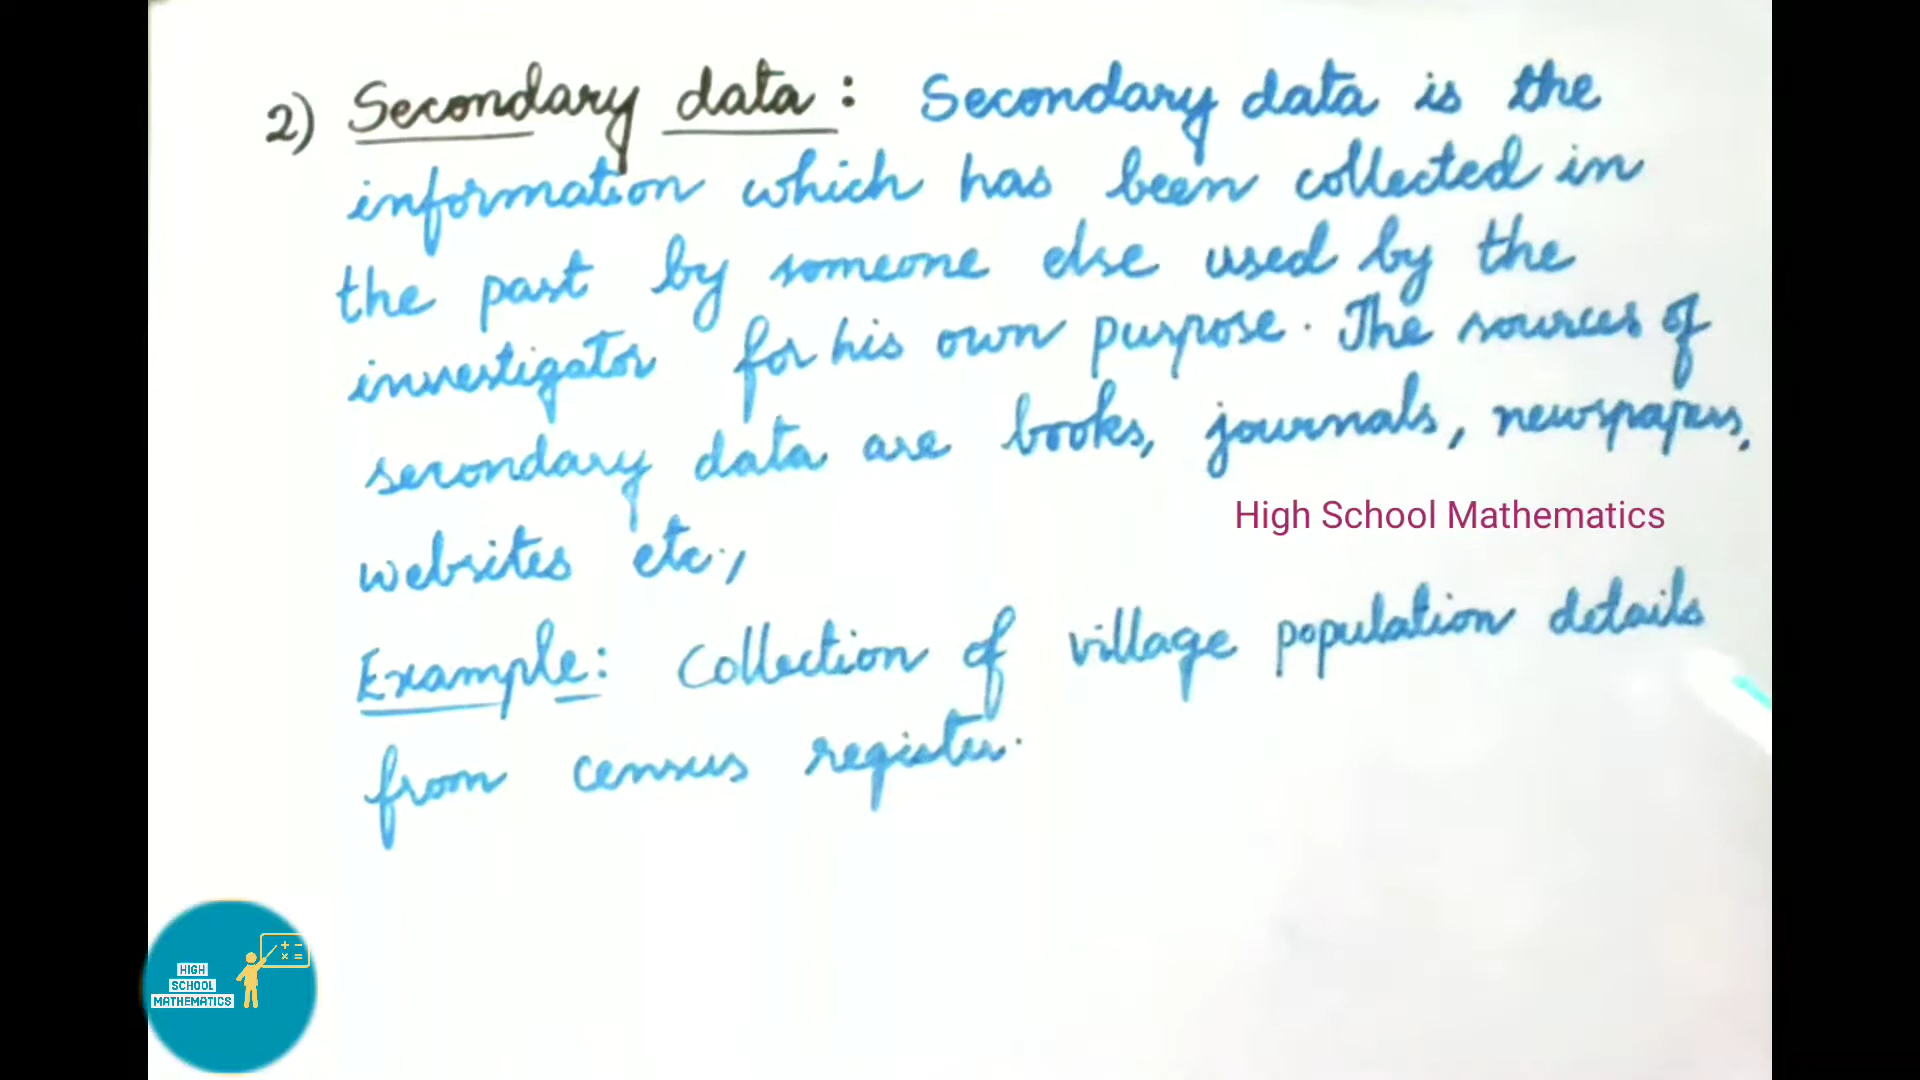 2) Secondary data : Secondary data is the
information which has been collected in
the past by someone else used by the
investigator for his own purpose. The sources of
secondary data are books, journals, newspapers,
websites etc.,
High School Mathematics
Example: Collection of village population details
from census register.
HIGH
SCHOOL
MATHEMATICS
+ -
× =